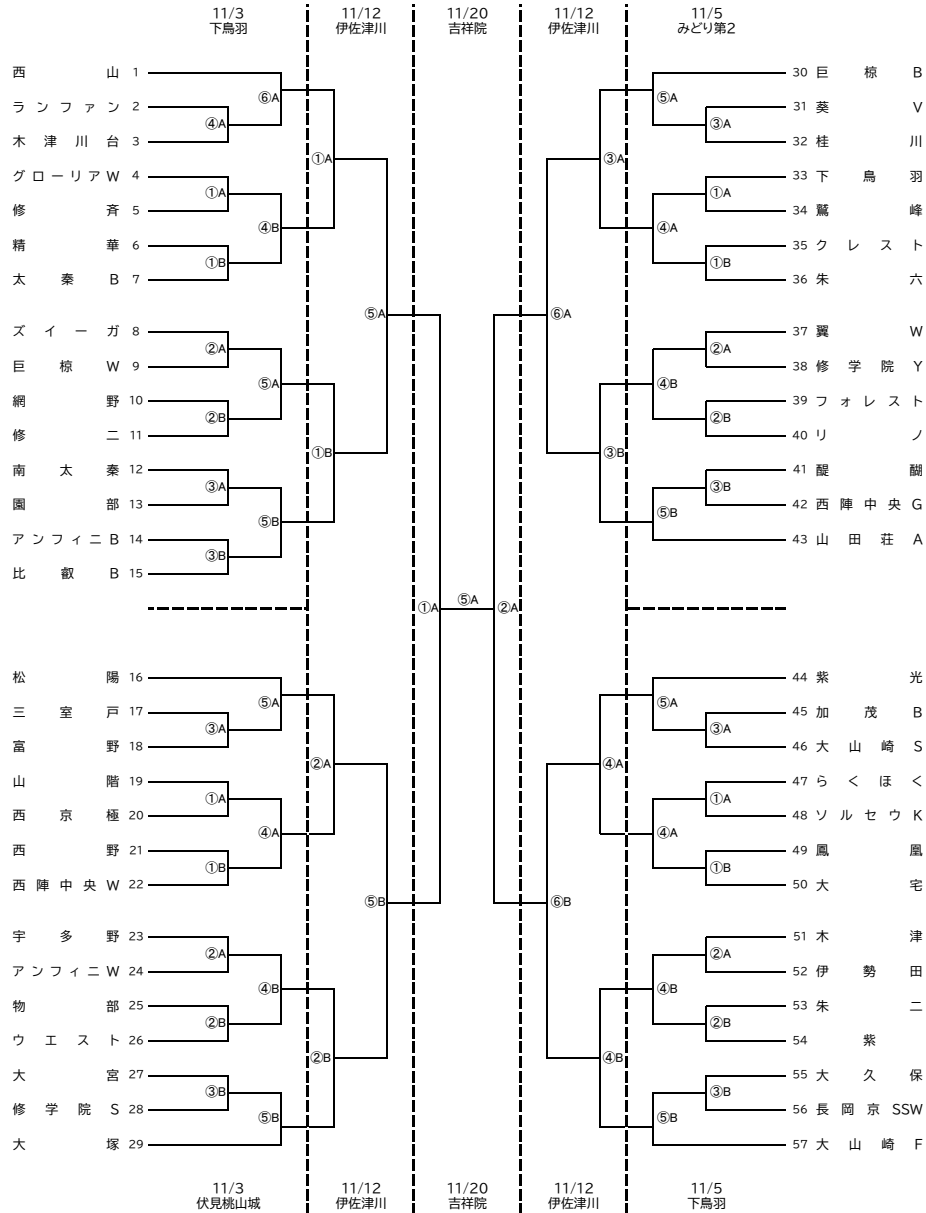 11/3 11/12 11/20 11/12 11/5
下鳥羽 伊佐津川 吉祥院 伊佐津川 みどり第2
西山 1 30 巨椋B
⑥A ⑤A
ランファン 2 31 葵V
④A ③A
木津川台 3 32 桂川
①A ③A
グローリアW 4 33 下鳥羽
①A ①A
修斉 5 34 鷲峰
④B ④A
精華 6 35 クレスト
①B ①B
太秦B 7 36 朱六
⑤A ⑥A
ズイーガ 8 37 翼W
②A ②A
巨椋W 9 38 修学院Y
⑤A ④B
網野 10 39 フォレスト
②B ②B
修二 11 40 リノ
①B ③B
南太秦 12 41 醍醐
③A ③B
園部 13 42 西陣中央G
⑤B ⑤B
アンフィニB 14 43 山田荘A
③B
比叡B 15
①A ⑤A ②A
松陽 16 44 紫光
⑤A ⑤A
三室戸 17 45 加茂B
③A ③A
富野 18 46 大山崎S
②A ④A
山階 19 47 らくほく
①A ①A
西京極 20 48 ソルセウK
④A ④A
西野 21 49 鳳凰
①B ①B
西陣中央W 22 50 大宅
⑤B ⑥B
宇多野 23 51 木津
②A ②A
アンフィニW 24 52 伊勢田
④B ④B
物部 25 53 朱二
②B ②B
ウエスト 26 54 紫
②B ④B
大宮 27 55 大久保
③B ③B
修学院S 28 56 長岡京SSW
⑤B ⑤B
大塚 29 57 大山崎F
11/3 11/12 11/20 11/12 11/5
伏見桃山城 伊佐津川 吉祥院 伊佐津川 下鳥羽